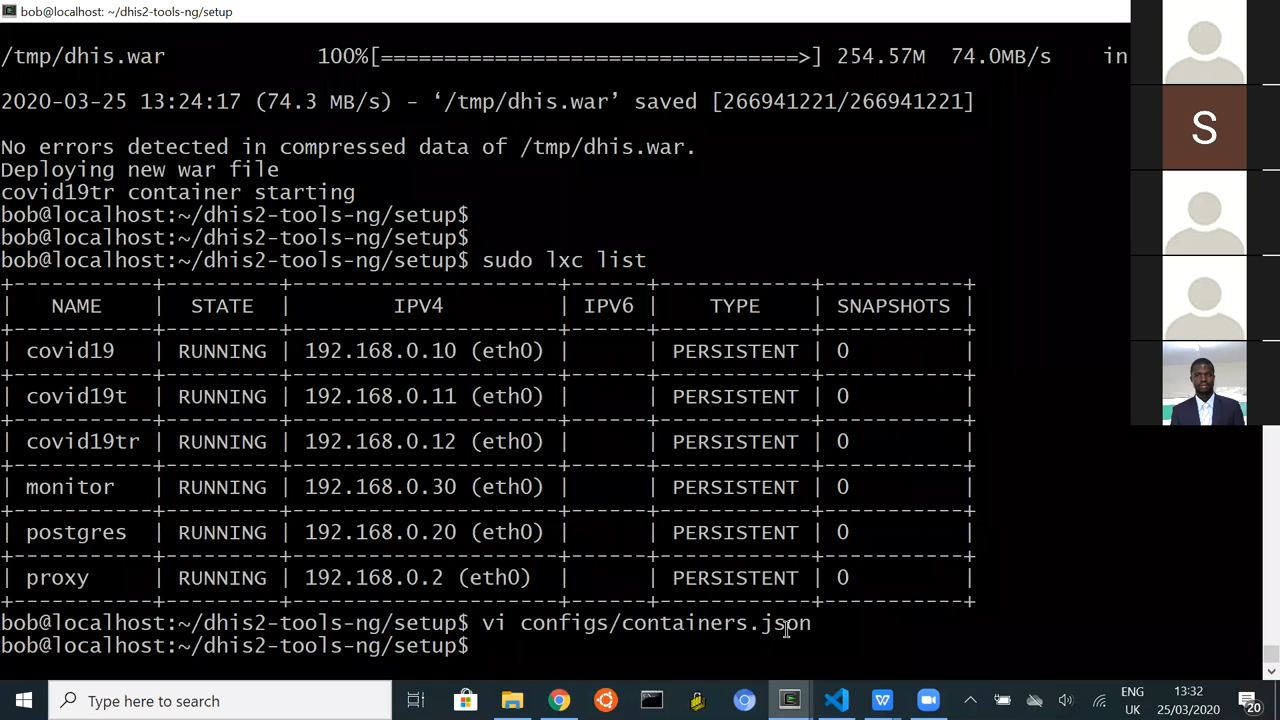 bob@localhost: ~/dhis2-tools-ng/setup
/tmp/dhis.war 100%[=================================>] 254.57M 74.0MB/s in
2020-03-25 13:24:17 (74.3 MB/s) - ‘/tmp/dhis.war’ saved [266941221/266941221]
No errors detected in compressed data of /tmp/dhis.war.
Deploying new war file
covid19tr container starting
bob@localhost:~/dhis2-tools-ng/setup$
bob@localhost:~/dhis2-tools-ng/setup$
bob@localhost:~/dhis2-tools-ng/setup$ sudo lxc list
| NAME | STATE | IPV4 | IPV6 | TYPE | SNAPSHOTS |
| covid19 | RUNNING | 192.168.0.10 (eth0) | | PERSISTENT | 0 |
| covid19t | RUNNING | 192.168.0.11 (eth0) | | PERSISTENT | 0 |
| covid19tr | RUNNING | 192.168.0.12 (eth0) | | PERSISTENT | 0 |
| monitor | RUNNING | 192.168.0.30 (eth0) | | PERSISTENT | 0 |
| postgres | RUNNING | 192.168.0.20 (eth0) | | PERSISTENT | 0 |
| proxy | RUNNING | 192.168.0.2 (eth0) | | PERSISTENT | 0 |
bob@localhost:~/dhis2-tools-ng/setup$ vi configs/containers.json
bob@localhost:~/dhis2-tools-ng/setup$
S
Type here to search
ENG
UK
13:32
25/03/2020
20